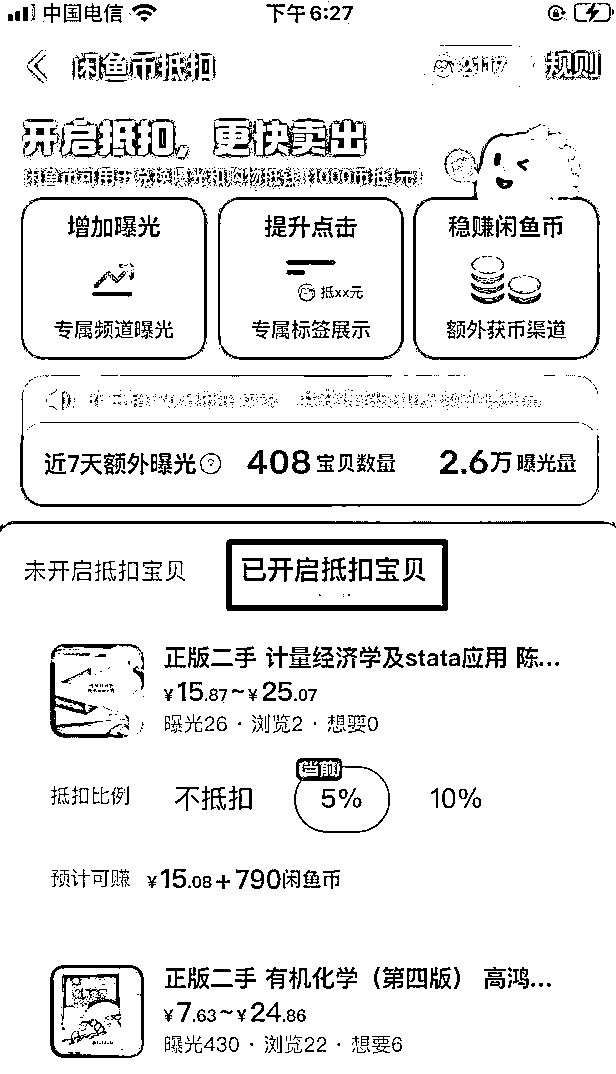 中国电信 下午6:27
闲鱼币抵扣 规则
开启抵扣，更快卖出
闲鱼币可用于兑换曝光和购物抵钱，1000币抵1元！
增加曝光 提升点击 稳赚闲鱼币
抵xx元
专属频道曝光 专属标签展示 额外获币渠道
近7天额外曝光? 408宝贝数量 2.6万曝光量
未开启抵扣宝贝 已开启抵扣宝贝
正版二手 计量经济学及stata应用 陈...
¥15.87~¥25.07
曝光26 · 浏览2 · 想要0
当前
抵扣比例 不抵扣 5% 10%
预计可赚 ¥15.08+790闲鱼币
正版二手 有机化学（第四版） 高鸿...
¥7.63~¥24.86
曝光430 · 浏览22 · 想要6